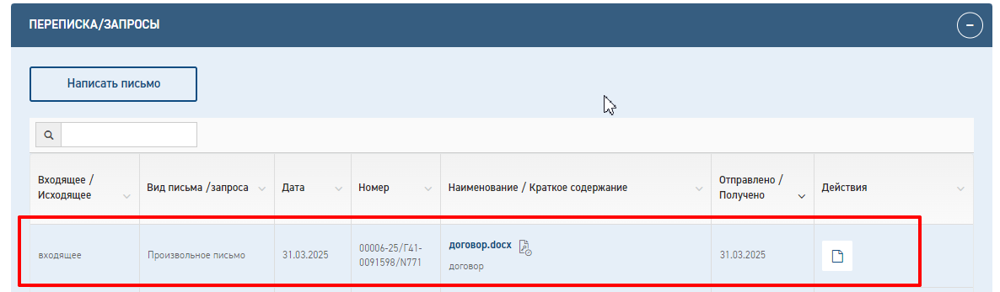 ПЕРЕПИСКА/ЗАПРОСЫ
Написать письмо
Входящее /
Исходящее
Вид письма /запроса
Дата
Номер
Наименование / Краткое содержание
Отправлено /
Получено
Действия
входящее
Произвольное письмо
31.03.2025
00006-25/Г41-
0091598/N771
договор.docx
договор
31.03.2025